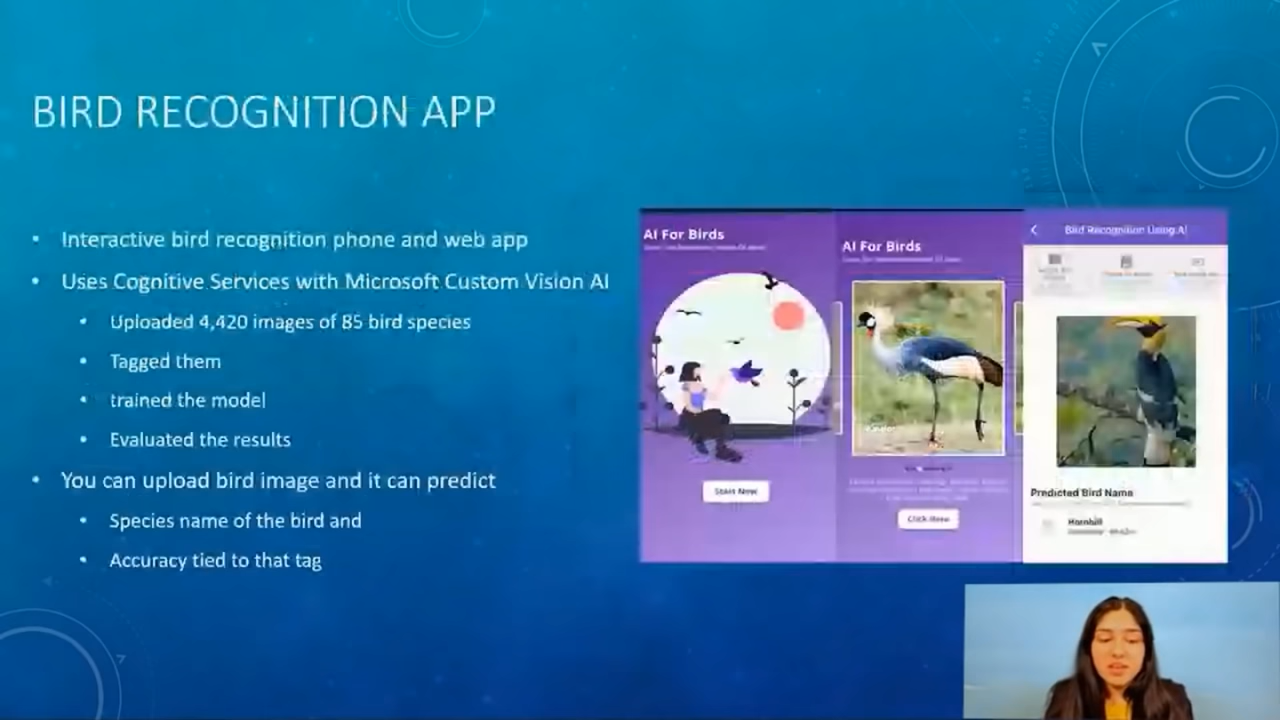 BIRD RECOGNITION APP
Interactive bird recognition phone and web app
Uses Cognitive Services with Microsoft Custom Vision AI
Uploaded 4,420 images of 85 bird species
Tagged them
trained the model
Evaluated the results
You can upload bird image and it can predict
Species name of the bird and
Accuracy tied to that tag
AI For Birds
Start Now
AI For Birds
Click Here
Bird Recognition Using AI
Predicted Bird Name
Hornbill